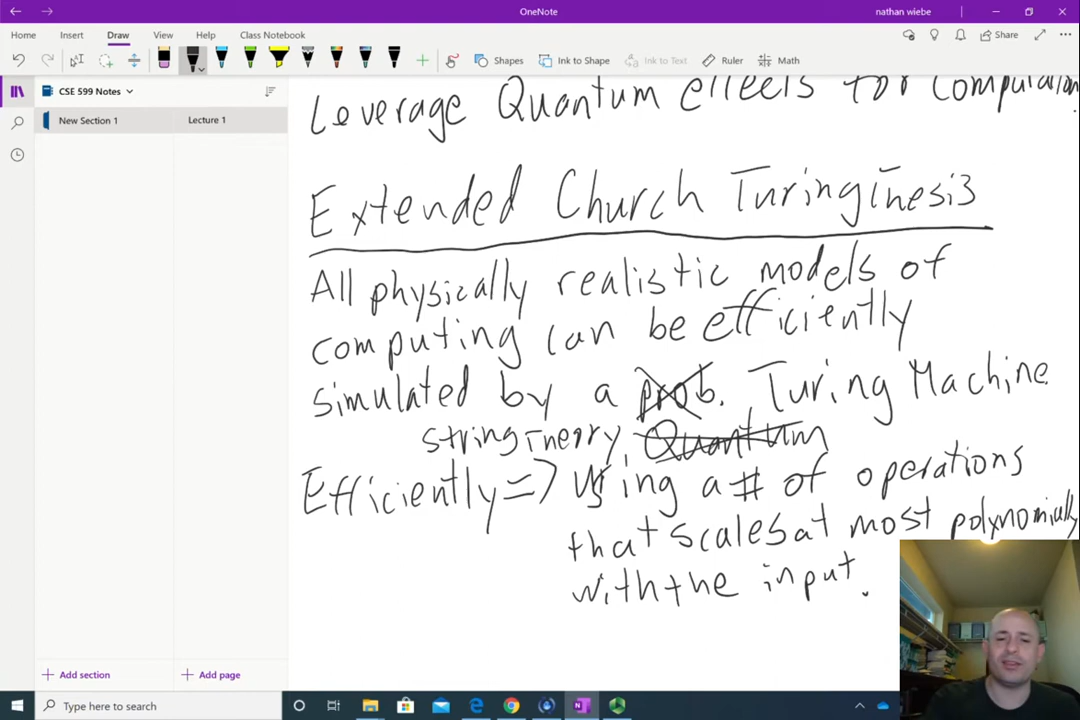 OneNote
nathan wiebe
Home Insert Draw View Help Class Notebook
Share
Shapes Ink to Shape Ink to Text Ruler Math
CSE 599 Notes
New Section 1 Lecture 1
Leverage Quantum effects for computation.
Extended Church Turing Thesis
All physically realistic models of
computing can be efficiently
simulated by a prob. Turing Machine
string Theory Quantum
Efficiently => Using a # of operations
that scales at most polynomially
with the input.
Add section Add page
Type here to search